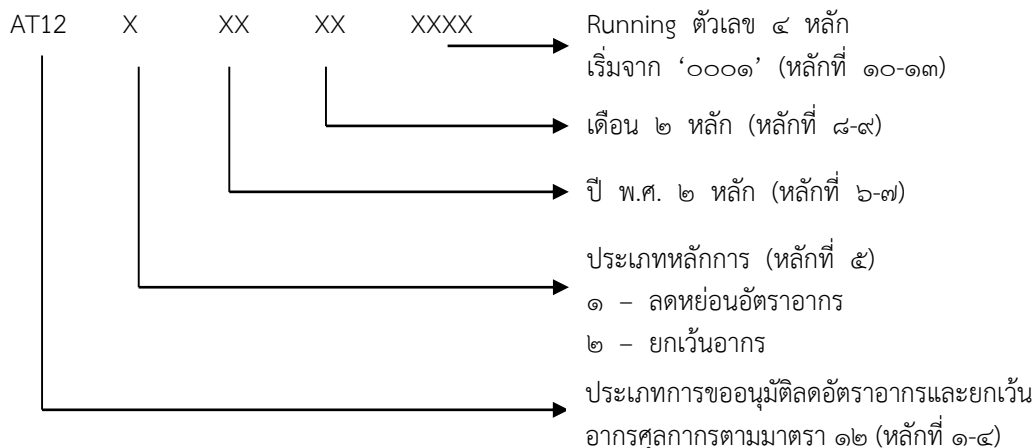 AT12 X XX XX XXXX Running ตัวเลข ๔ หลัก
เริ่มจาก ‘๐๐๐๑’ (หลักที่ ๑๐-๑๓)
เดือน ๒ หลัก (หลักที่ ๘-๙)
ปี พ.ศ. ๒ หลัก (หลักที่ ๖-๗)
ประเภทหลักการ (หลักที่ ๕)
๑ – ลดหย่อนอัตราอากร
๒ – ยกเว้นอากร
ประเภทการขออนุมัติลดอัตราอากรและยกเว้น
อากรศุลกากรตามมาตรา ๑๒ (หลักที่ ๑-๔)